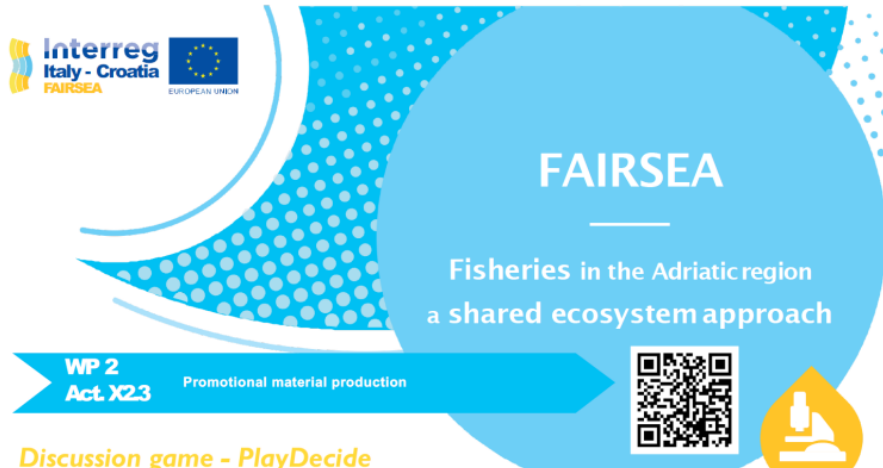 Interreg
Italy - Croatia
FAIRSEA
EUROPEAN UNION
FAIRSEA
Fisheries in the Adriatic region
a shared ecosystem approach
WP 2
Act. X2.3
Promotional material production
Discussion game - PlayDecide